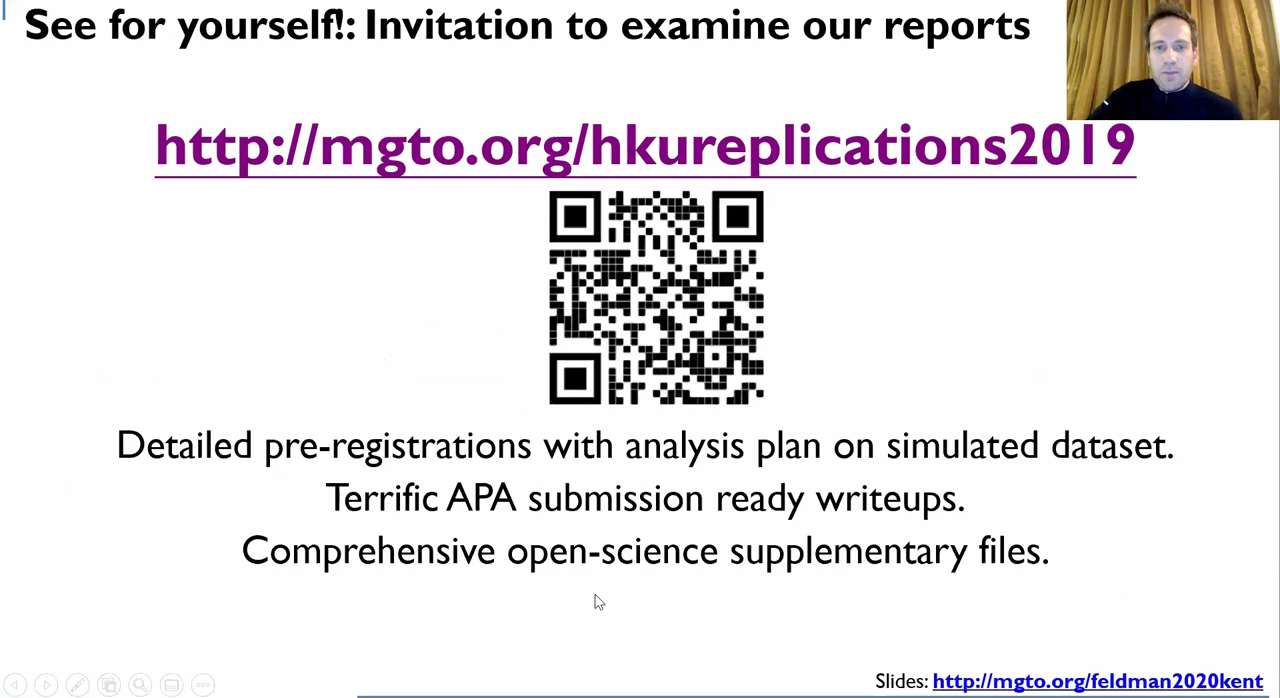 See for yourself!: Invitation to examine our reports
http://mgto.org/hkureplications2019
Detailed pre-registrations with analysis plan on simulated dataset.
Terrific APA submission ready writeups.
Comprehensive open-science supplementary files.
Slides: http://mgto.org/feldman2020kent